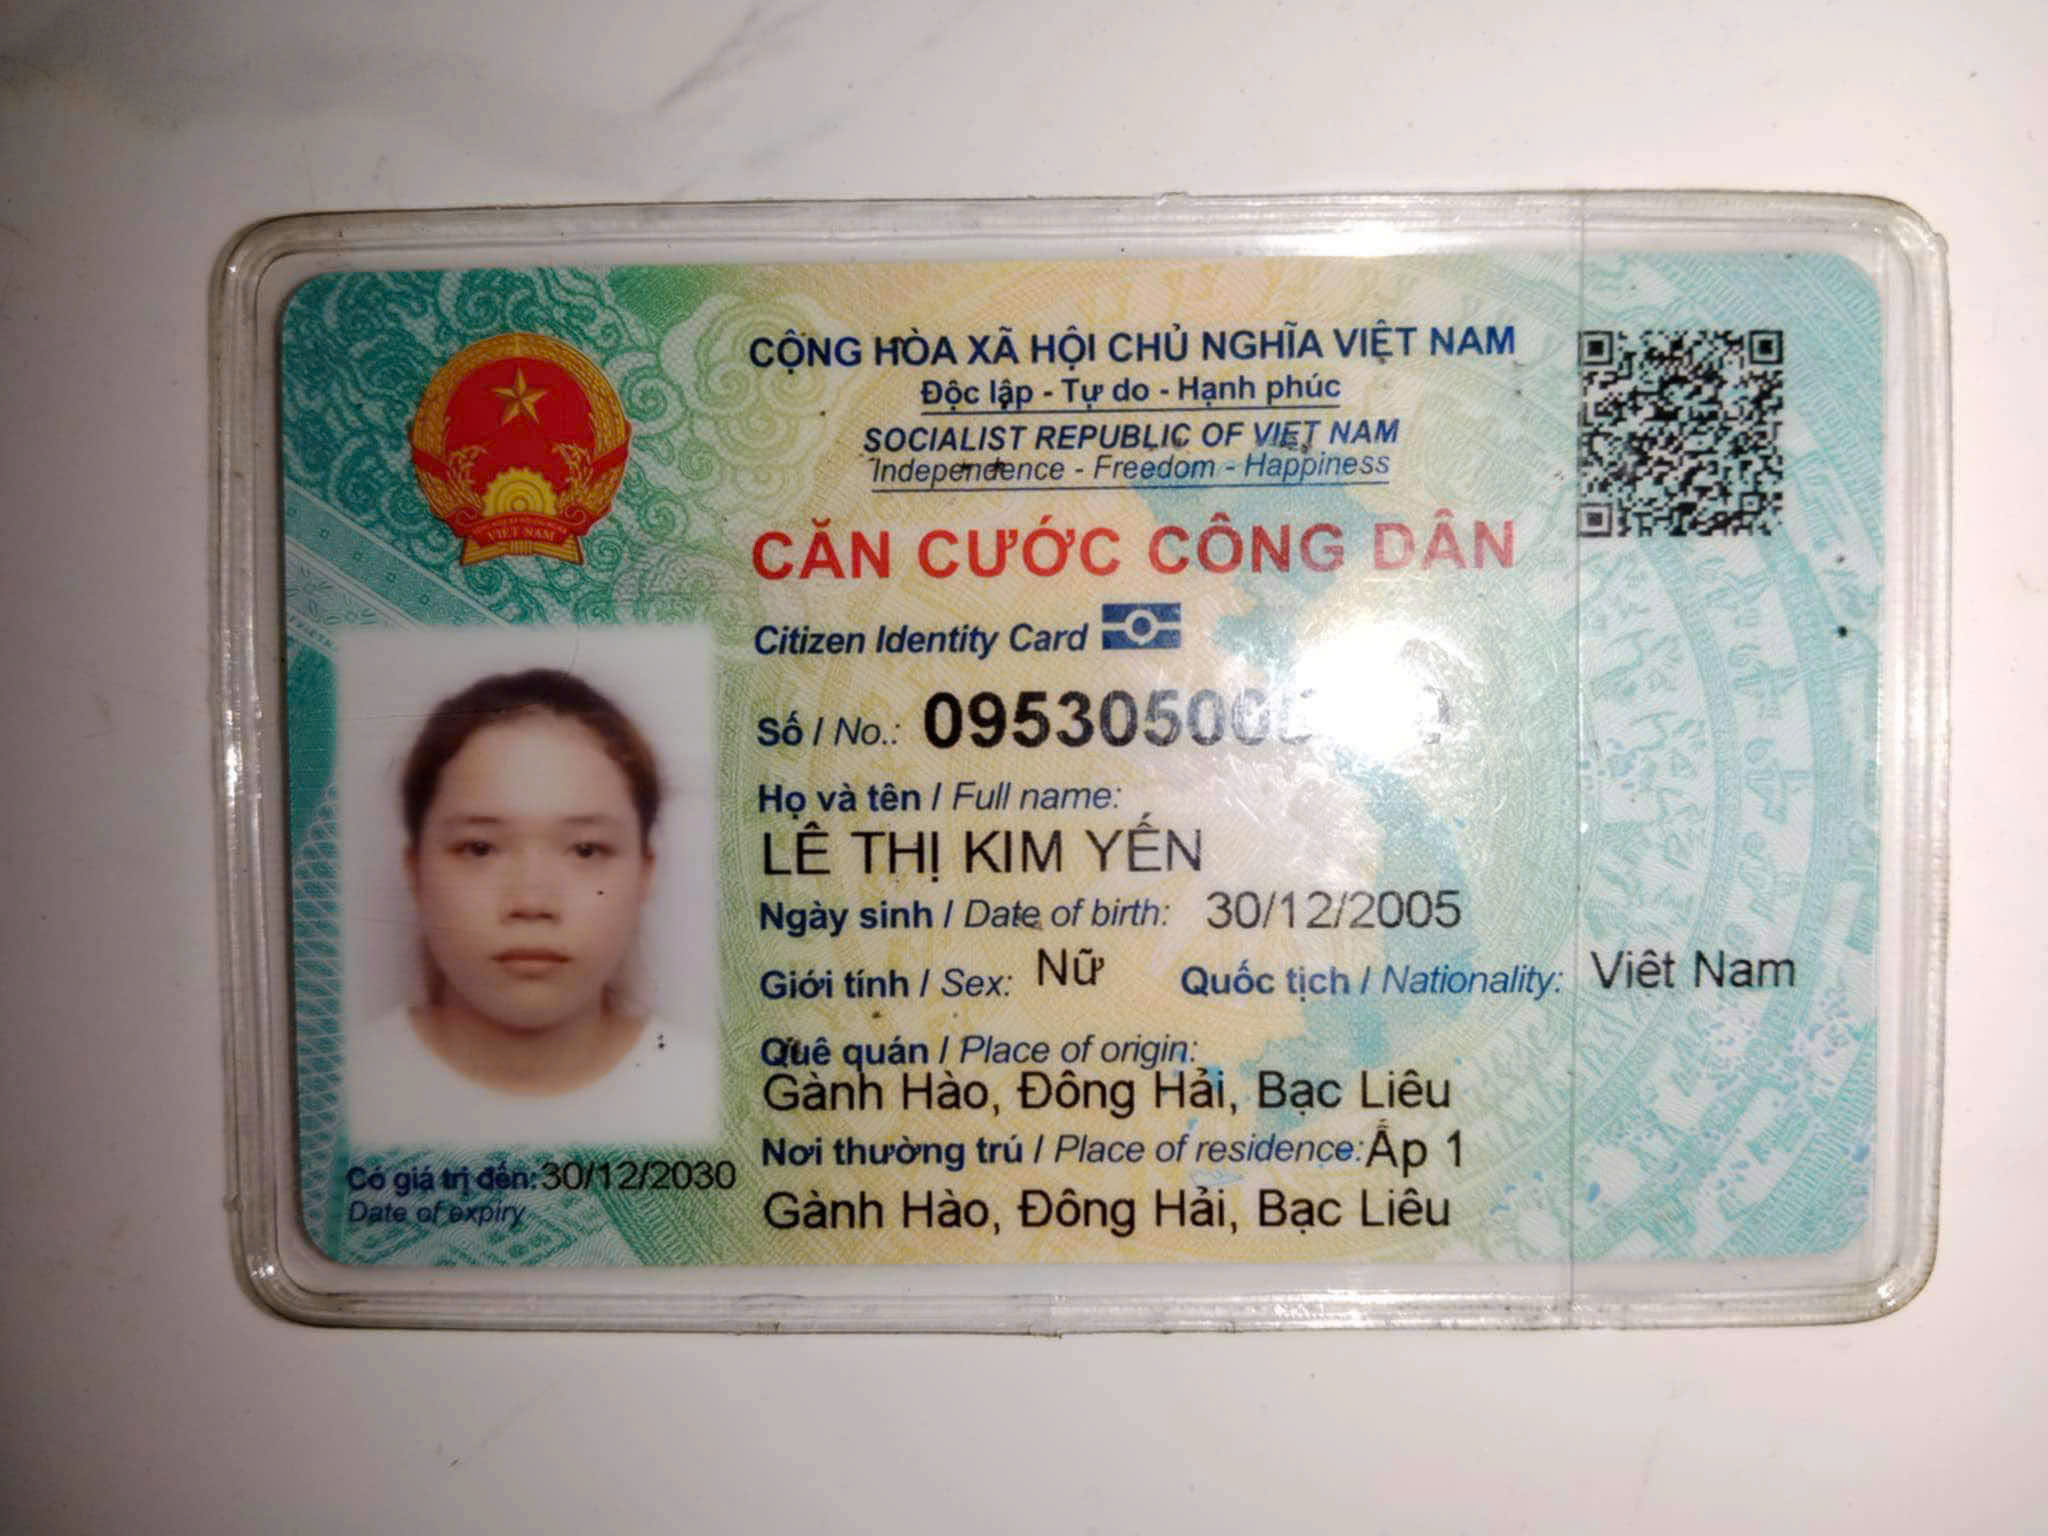 CỘNG HÒA XÃ HỘI CHỦ NGHĨA VIỆT NAM
Độc lập - Tự do - Hạnh phúc
SOCIALIST REPUBLIC OF VIET NAM
Independence - Freedom - Happiness
CĂN CƯỚC CÔNG DÂN
Citizen Identity Card
VIỆT NAM
Số / No.:
Họ và tên / Full name:
LÊ THỊ KIM YẾN
Ngày sinh / Date of birth: 30/12/2005
Giới tính / Sex: Nữ Quốc tịch / Nationality: Việt Nam
Quê quán / Place of origin:
Gành Hào, Đông Hải, Bạc Liêu
Nơi thường trú / Place of residence: Ấp 1
Gành Hào, Đông Hải, Bạc Liêu
Có giá trị đến: 30/12/2030
Date of expiry